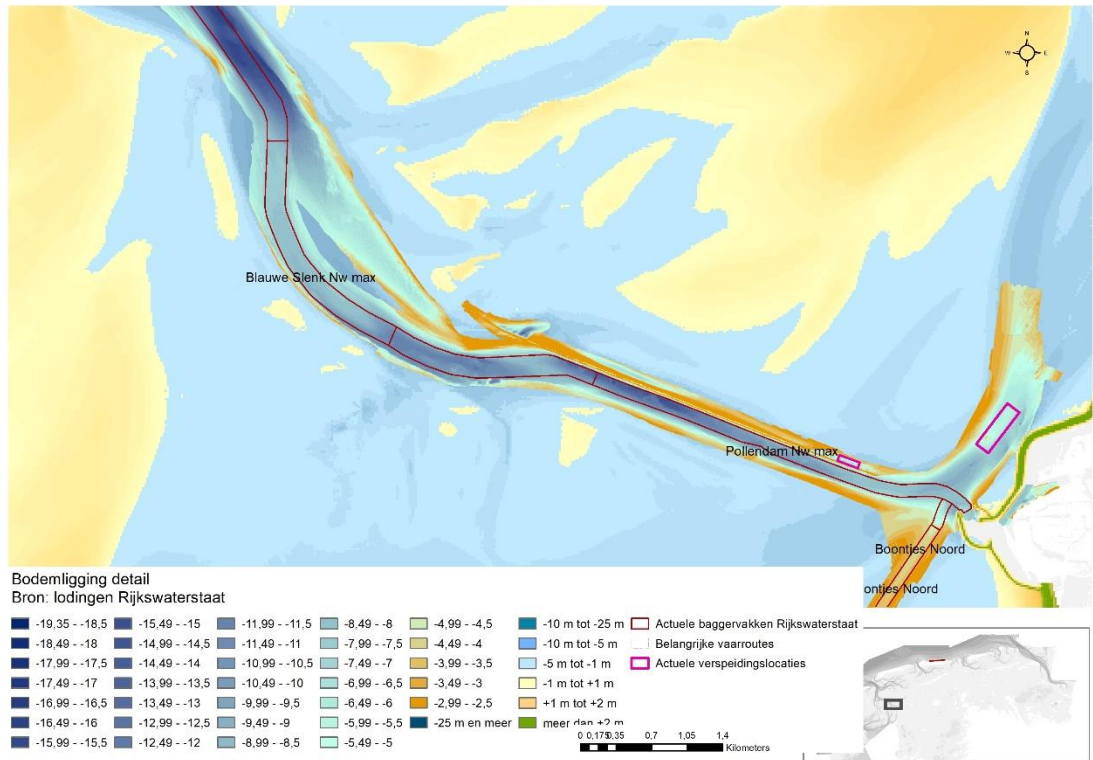 N
W E
S
Blauwe Slenk Nw max
Pollendam Nw max
Boontjes Noord
ontjes Noord
Bodemligging detail
Bron: lodingen Rijkswaterstaat
-19,35 - -18,5
-18,49 - -18
-17,99 - -17,5
-17,49 - -17
-16,99 - -16,5
-16,49 - -16
-15,99 - -15,5
-15,49 - -15
-14,99 - -14,5
-14,49 - -14
-13,99 - -13,5
-13,49 - -13
-12,99 - -12,5
-12,49 - -12
-11,99 - -11,5
-11,49 - -11
-10,99 - -10,5
-10,49 - -10
-9,99 - -9,5
-9,49 - -9
-8,99 - -8,5
-8,49 - -8
-7,99 - -7,5
-7,49 - -7
-6,99 - -6,5
-6,49 - -6
-5,99 - -5,5
-5,49 - -5
-4,99 - -4,5
-4,49 - -4
-3,99 - -3,5
-3,49 - -3
-2,99 - -2,5
-25 m en meer
-10 m tot -25 m
-10 m tot -5 m
-5 m tot -1 m
-1 m tot +1 m
+1 m tot +2 m
meer dan +2 m
Actuele baggervakken Rijkswaterstaat
Belangrijke vaarroutes
Actuele verspeidingslocaties
0 0,175 0,35 0,7 1,05 1,4
Kilometers